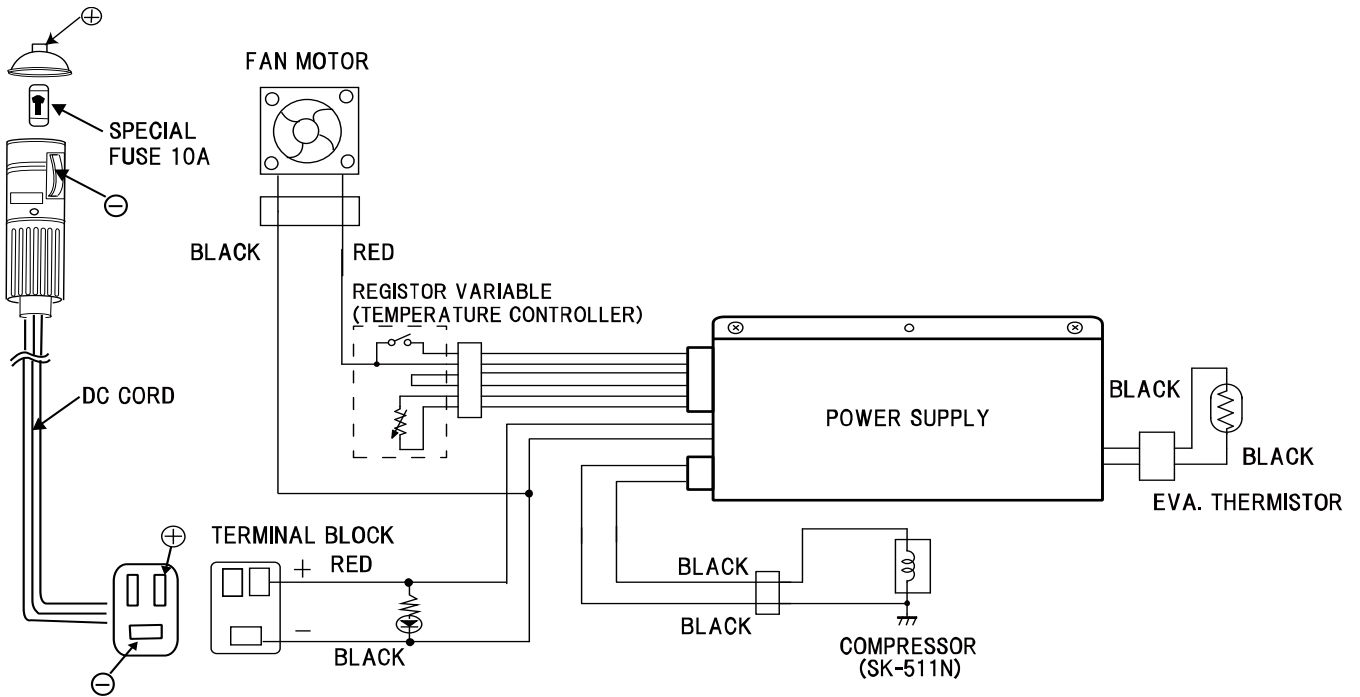 FAN MOTOR
SPECIAL
FUSE 10A
BLACK
RED
REGISTOR VARIABLE
(TEMPERATURE CONTROLLER)
DC CORD
POWER SUPPLY
BLACK
BLACK
EVA. THERMISTOR
TERMINAL BLOCK
+
RED
−
BLACK
BLACK
BLACK
COMPRESSOR
(SK-511N)